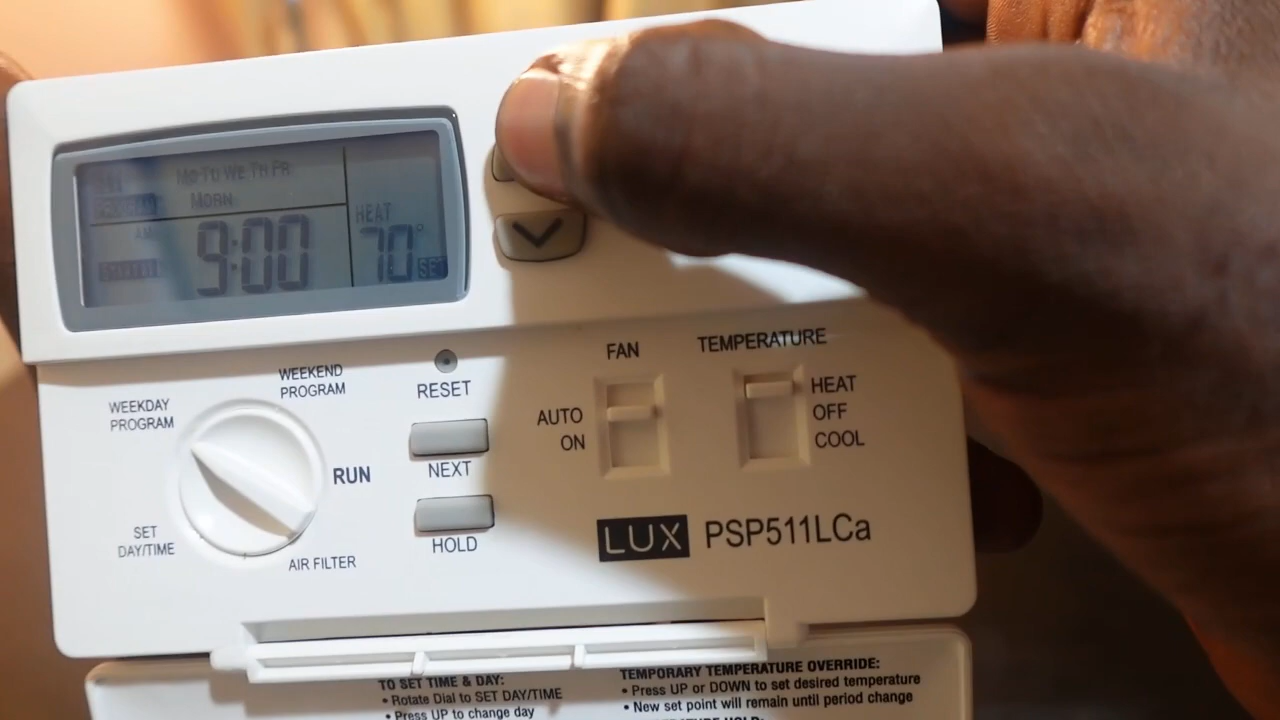 Mo Tu We Th Fr
PROGRAM
MORN
AM
9:00
START AT
HEAT
70°
SET
WEEKDAY
PROGRAM
WEEKEND
PROGRAM
RUN
SET
DAY/TIME
AIR FILTER
RESET
NEXT
HOLD
FAN
AUTO
ON
TEMPERATURE
HEAT
OFF
COOL
LUX PSP511LCa
TO SET TIME & DAY:
• Rotate Dial to SET DAY/TIME
• Press UP to change day
TEMPORARY TEMPERATURE OVERRIDE:
• Press UP or DOWN to set desired temperature
• New set point will remain until period change